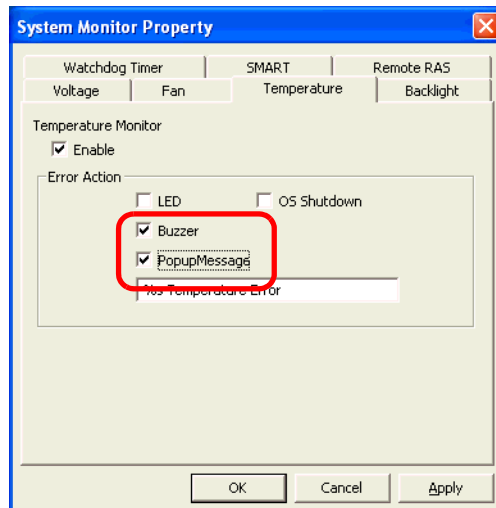 System Monitor Property
Watchdog Timer SMART Remote RAS
Voltage Fan Temperature Backlight
Temperature Monitor
Enable
Error Action
LED OS Shutdown
Buzzer
PopupMessage
%s Temperature Error
OK Cancel Apply